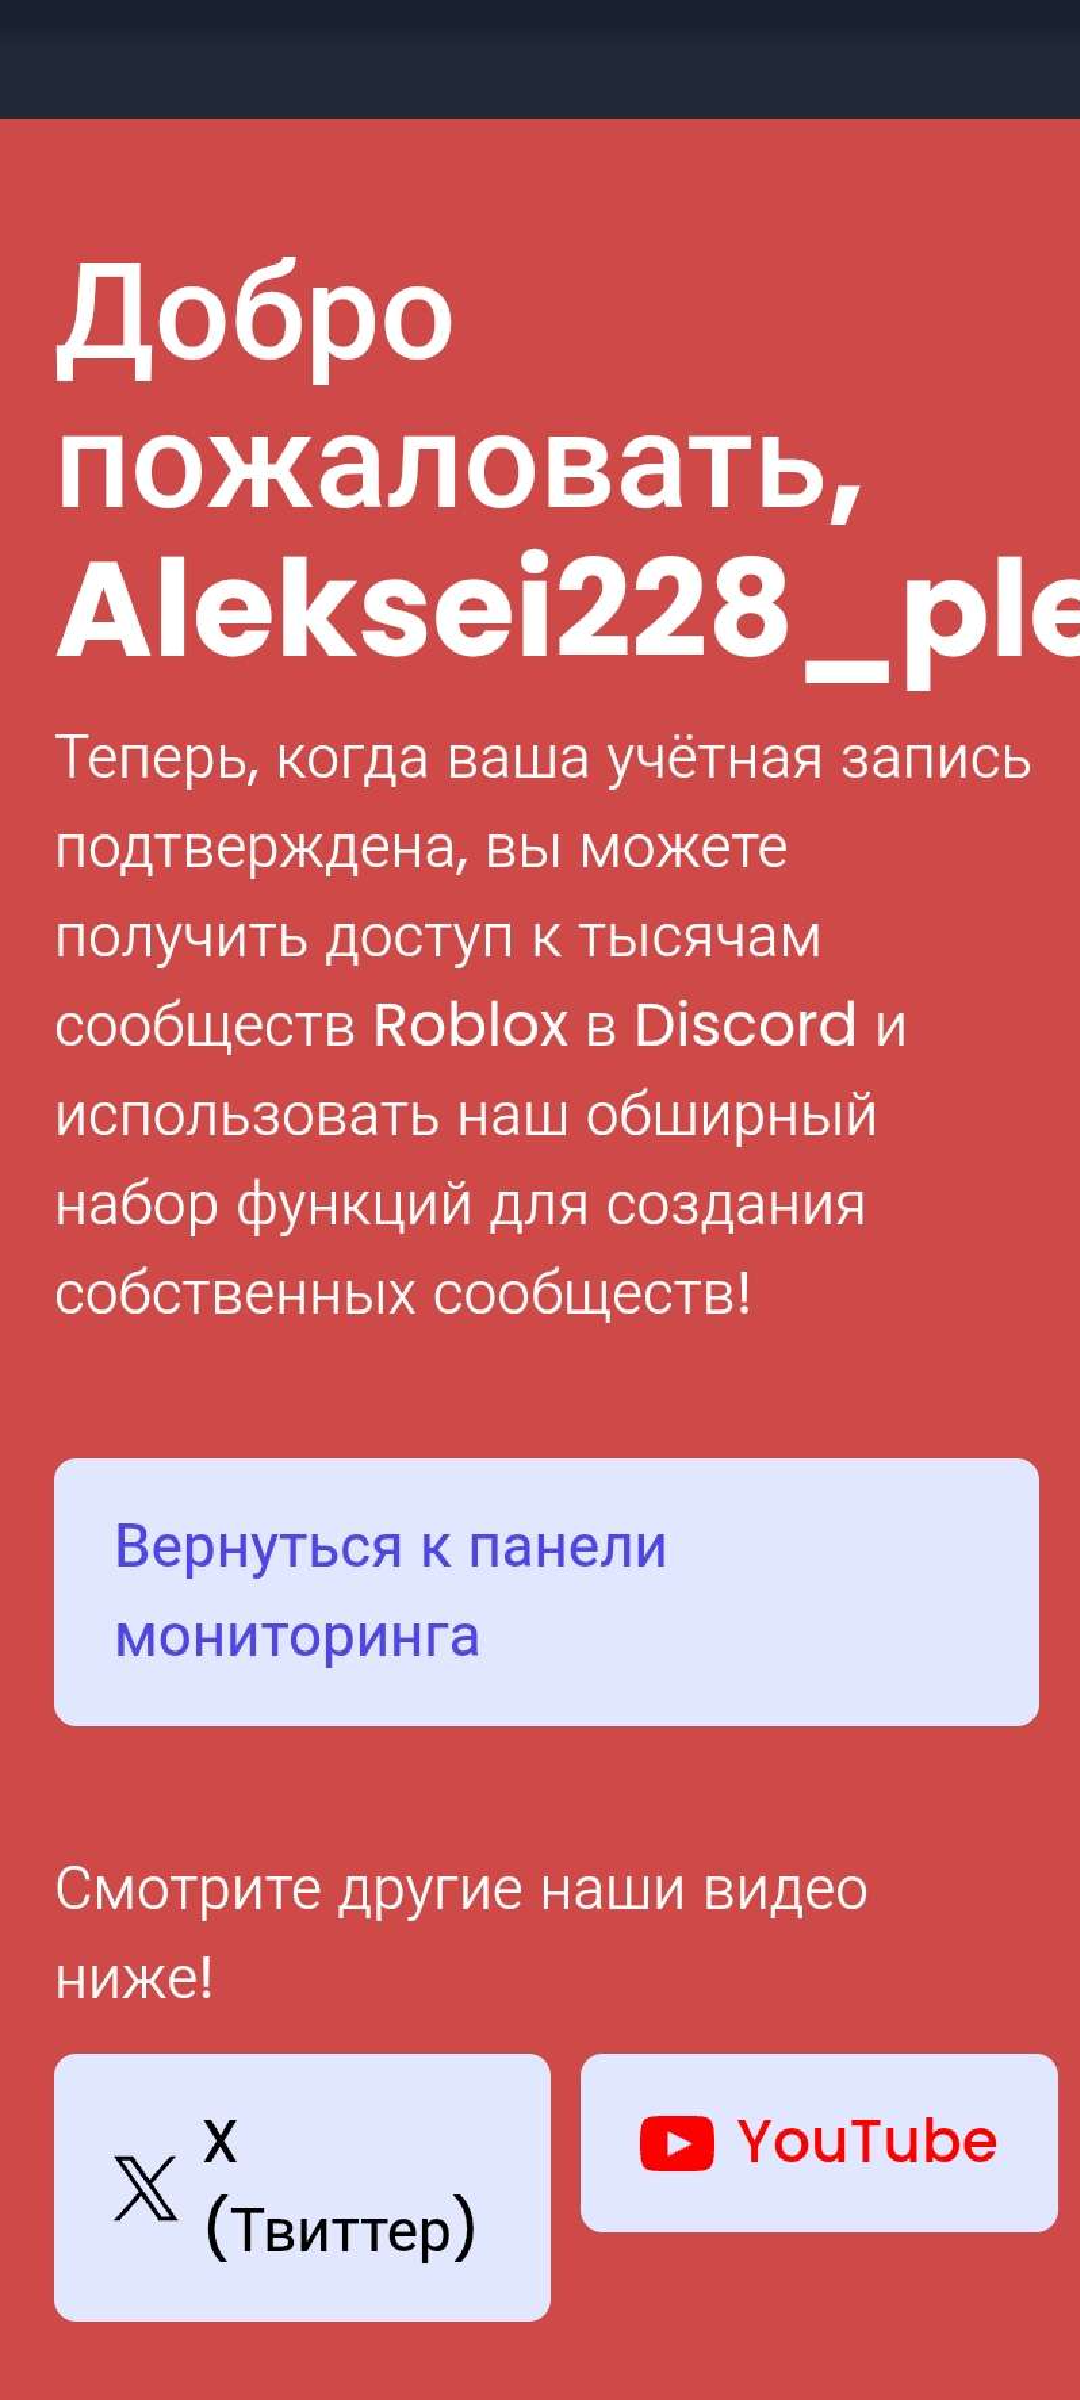 Добро
пожаловать,
Aleksei228_ple
Теперь, когда ваша учётная запись
подтверждена, вы можете
получить доступ к тысячам
сообществ Roblox в Discord и
использовать наш обширный
набор функций для создания
собственных сообществ!
Вернуться к панели
мониторинга
Смотрите другие наши видео
ниже!
X
(Твиттер)
YouTube